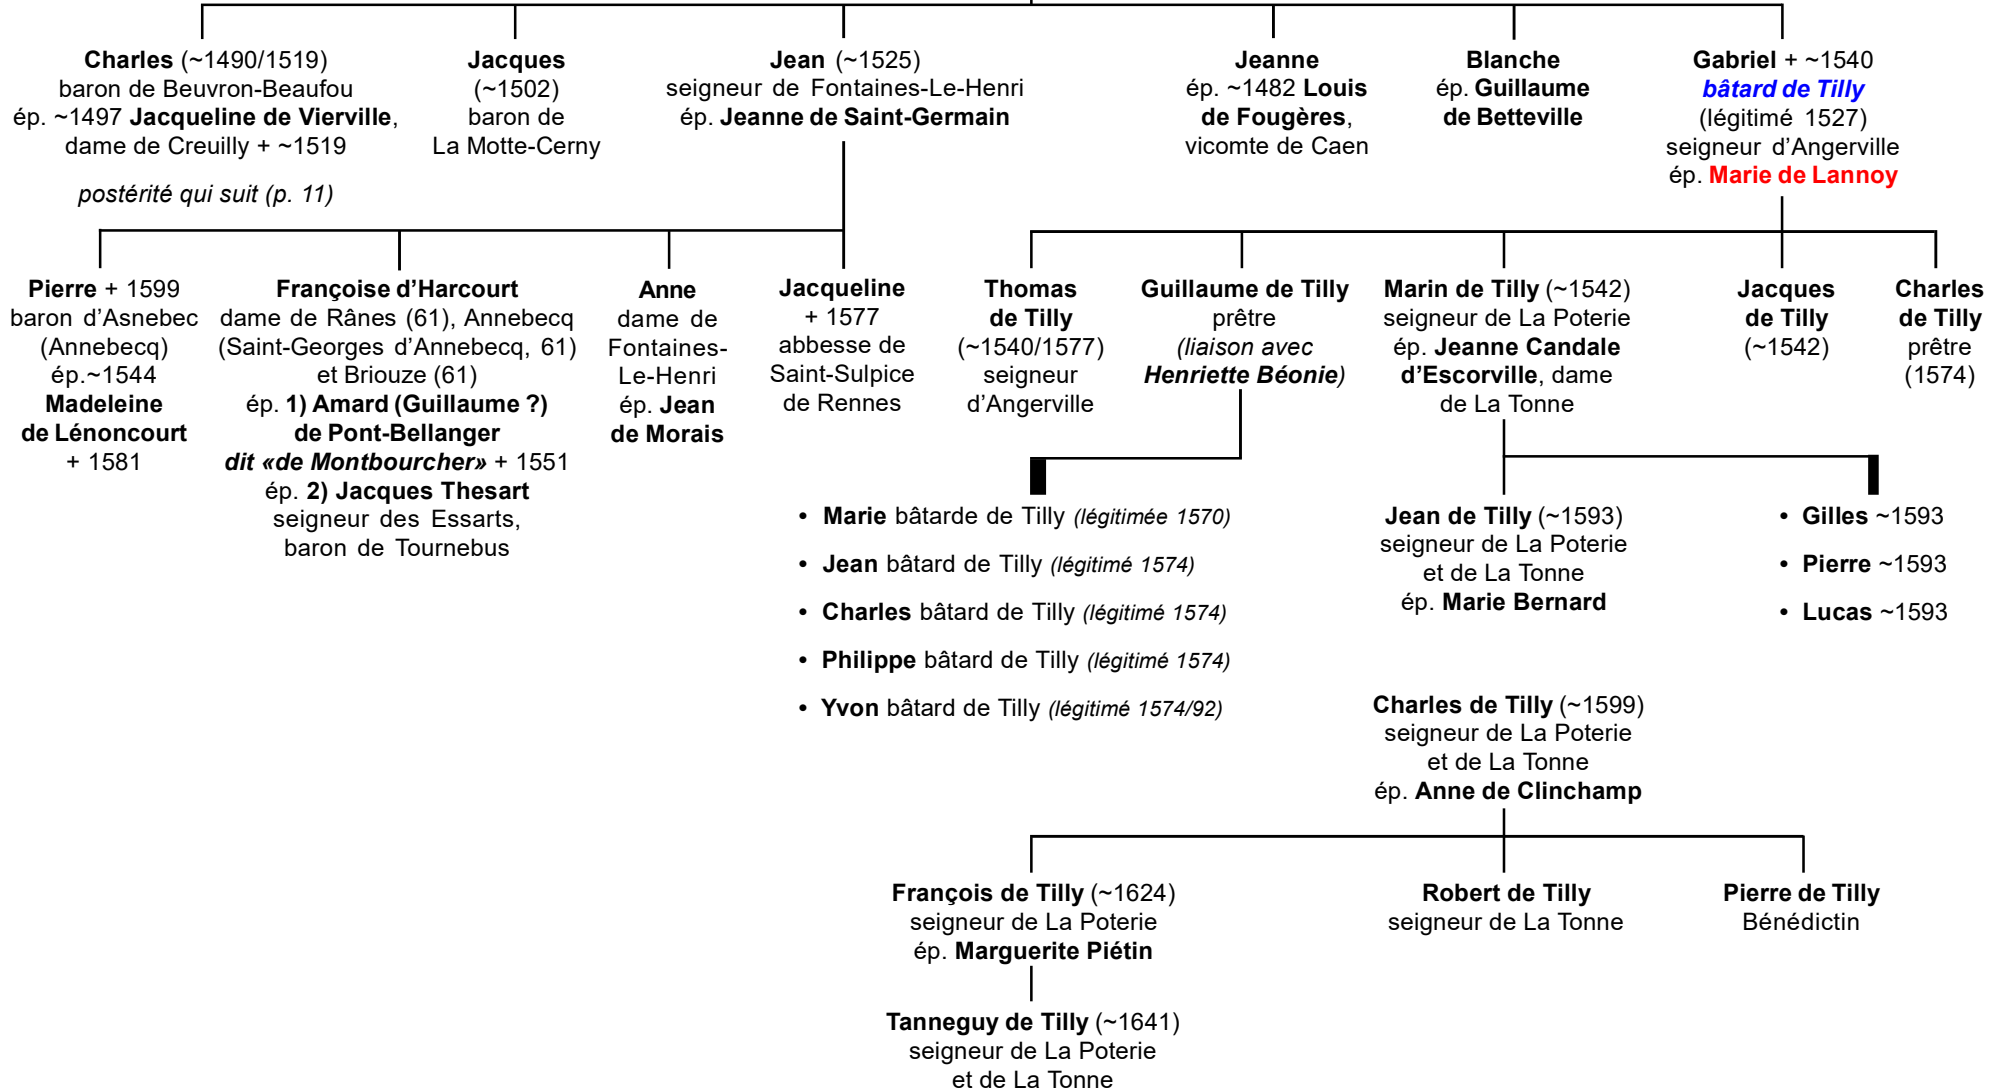 Charles (~1490/1519)
baron de Beuvron-Beaufou
ép. ~1497 Jacqueline de Vierville,
dame de Creuilly + ~1519
postérité qui suit (p. 11)
Jacques
(~1502)
baron de
La Motte-Cerny
Jean (~1525)
seigneur de Fontaines-Le-Henri
ép. Jeanne de Saint-Germain
Jeanne
ép. ~1482 Louis
de Fougères,
vicomte de Caen
Blanche
ép. Guillaume
de Betteville
Gabriel + ~1540
bâtard de Tilly
(légitimé 1527)
seigneur d’Angerville
ép. Marie de Lannoy
Pierre + 1599
baron d’Asnebec
(Annebecq)
ép.~1544
Madeleine
de Lénoncourt
+ 1581
Françoise d’Harcourt
dame de Rânes (61), Annebecq
(Saint-Georges d’Annebecq, 61)
et Briouze (61)
ép. 1) Amard (Guillaume ?)
de Pont-Bellanger
dit «de Montbourcher» + 1551
ép. 2) Jacques Thesart
seigneur des Essarts,
baron de Tournebus
Anne
dame de
Fontaines-
Le-Henri
ép. Jean
de Morais
Jacqueline
+ 1577
abbesse de
Saint-Sulpice
de Rennes
Thomas
de Tilly
(~1540/1577)
seigneur
d’Angerville
Guillaume de Tilly
prêtre
(liaison avec
Henriette Béonie)
Marin de Tilly (~1542)
seigneur de La Poterie
ép. Jeanne Candale
d’Escorville, dame
de La Tonne
Jacques
de Tilly
(~1542)
Charles
de Tilly
prêtre
(1574)
• Marie bâtarde de Tilly (légitimée 1570)
• Jean bâtard de Tilly (légitimé 1574)
• Charles bâtard de Tilly (légitimé 1574)
• Philippe bâtard de Tilly (légitimé 1574)
• Yvon bâtard de Tilly (légitimé 1574/92)
Jean de Tilly (~1593)
seigneur de La Poterie
et de La Tonne
ép. Marie Bernard
• Gilles ~1593
• Pierre ~1593
• Lucas ~1593
Charles de Tilly (~1599)
seigneur de La Poterie
et de La Tonne
ép. Anne de Clinchamp
François de Tilly (~1624)
seigneur de La Poterie
ép. Marguerite Piétin
Robert de Tilly
seigneur de La Tonne
Pierre de Tilly
Bénédictin
Tanneguy de Tilly (~1641)
seigneur de La Poterie
et de La Tonne